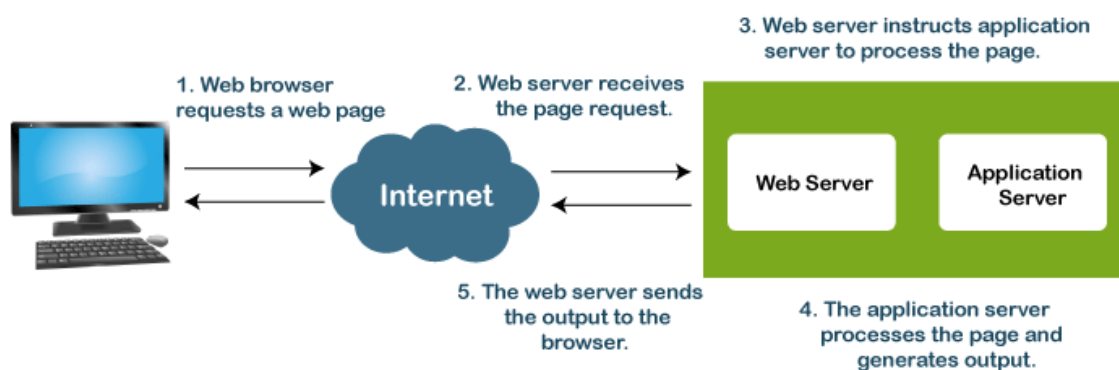 1. Web browser
requests a web page
2. Web server receives
the page request.
3. Web server instructs application
server to process the page.
Internet
Web Server
Application
Server
4. The application server
processes the page and
generates output.
5. The web server sends
the output to the
browser.